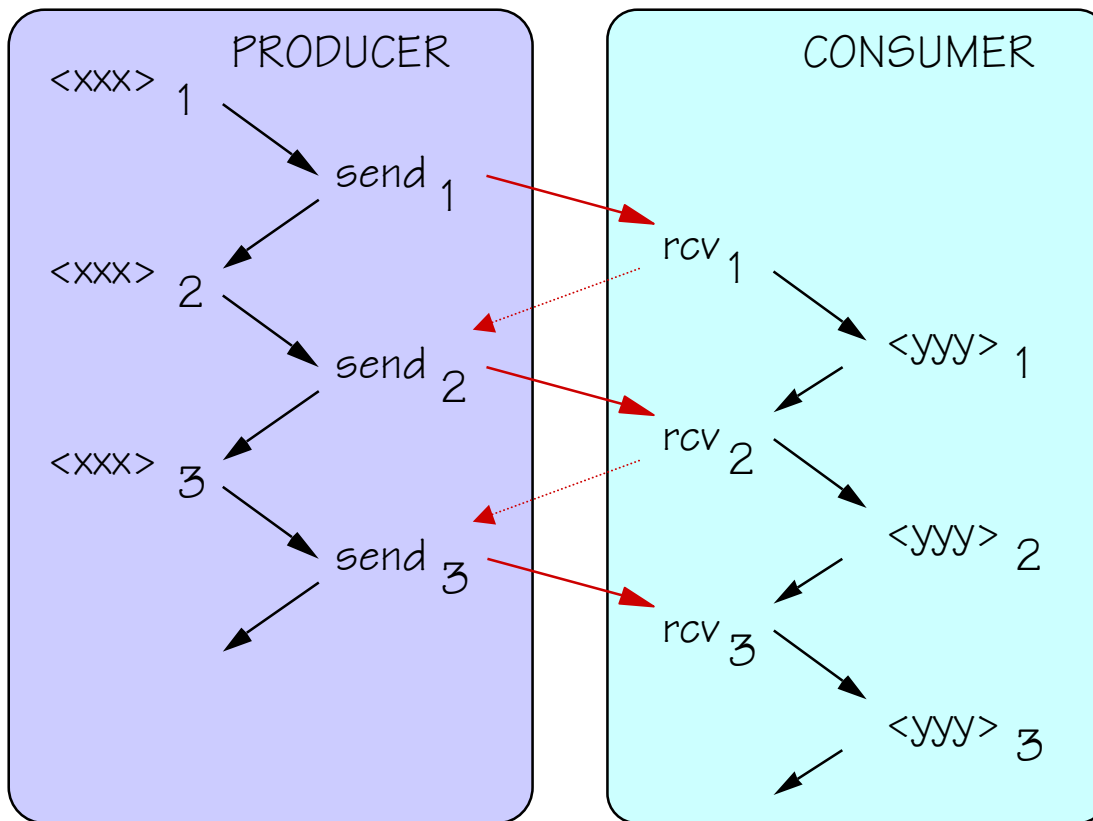 PRODUCER
<xxx> 1
send 1
<xxx> 2
send 2
<xxx> 3
send 3
CONSUMER
rcv 1
<yyy> 1
rcv 2
<yyy> 2
rcv 3
<yyy> 3